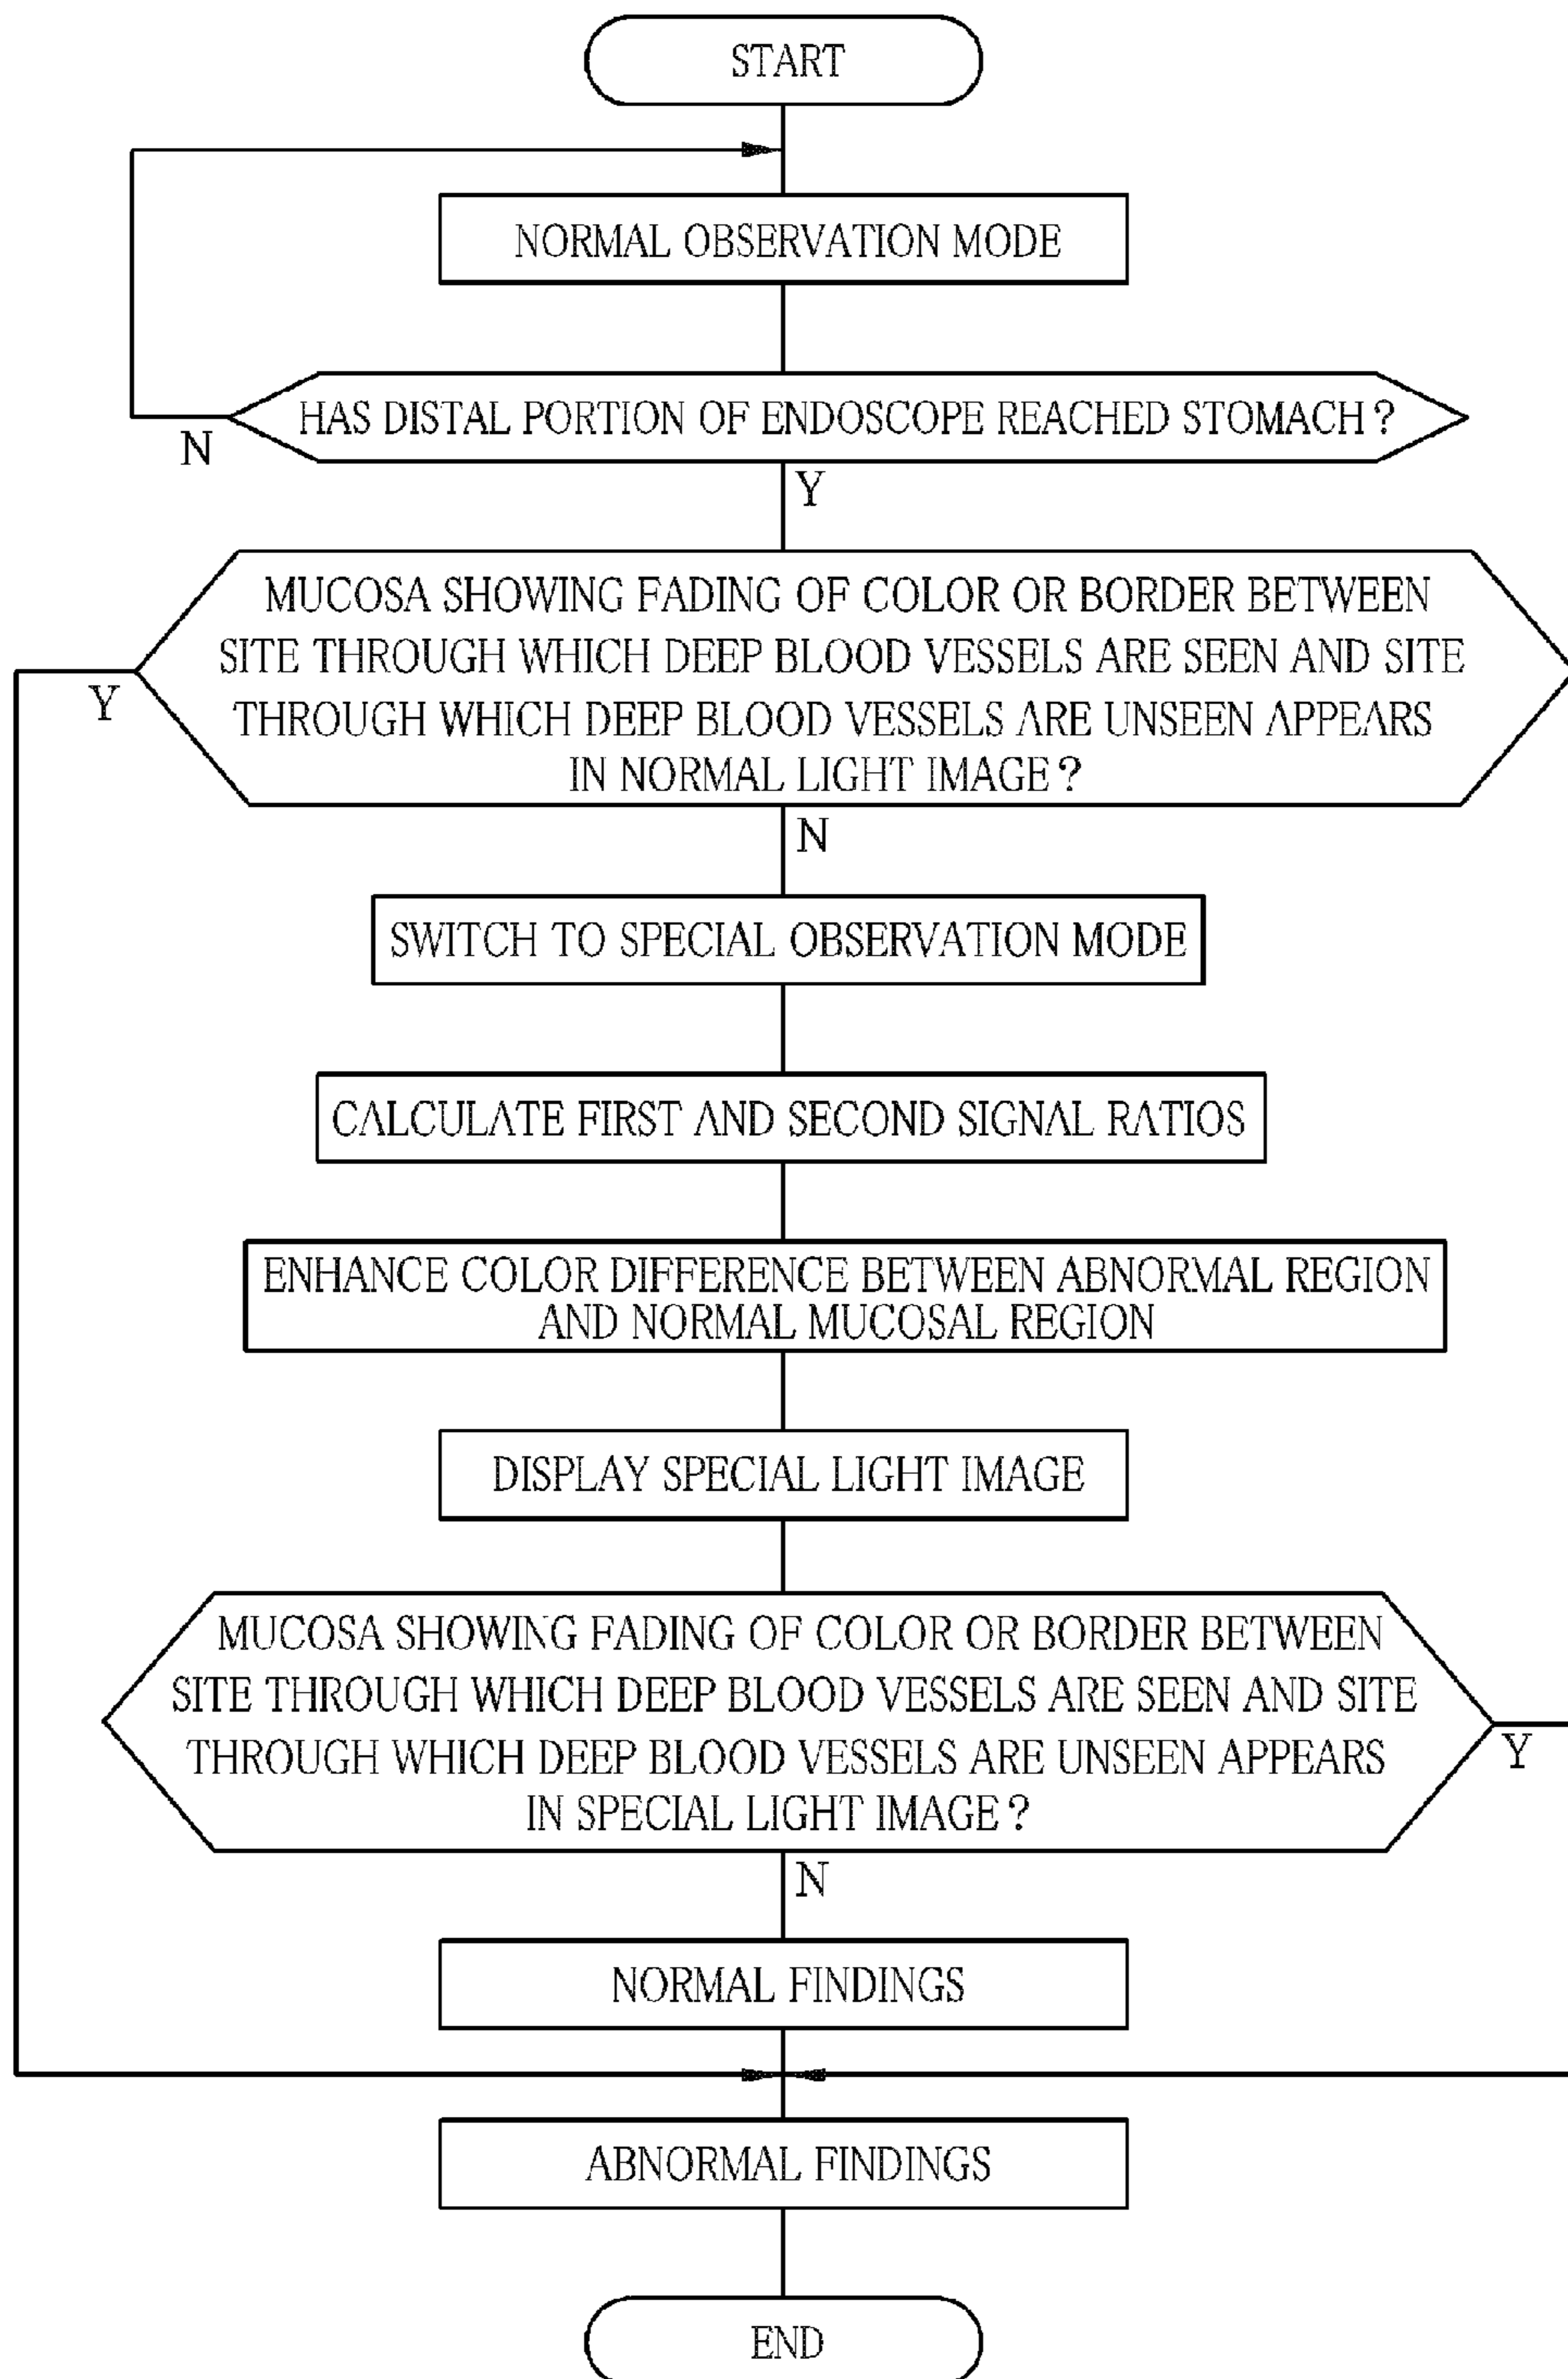 START
NORMAL OBSERVATION MODE
HAS DISTAL PORTION OF ENDOSCOPE REACHED STOMACH?
N
Y
MUCOSA SHOWING FADING OF COLOR OR BORDER BETWEEN
SITE THROUGH WHICH DEEP BLOOD VESSELS ARE SEEN AND SITE
THROUGH WHICH DEEP BLOOD VESSELS ARE UNSEEN APPEARS
IN NORMAL LIGHT IMAGE?
Y
N
SWITCH TO SPECIAL OBSERVATION MODE
CALCULATE FIRST AND SECOND SIGNAL RATIOS
ENHANCE COLOR DIFFERENCE BETWEEN ABNORMAL REGION
AND NORMAL MUCOSAL REGION
DISPLAY SPECIAL LIGHT IMAGE
MUCOSA SHOWING FADING OF COLOR OR BORDER BETWEEN
SITE THROUGH WHICH DEEP BLOOD VESSELS ARE SEEN AND SITE
THROUGH WHICH DEEP BLOOD VESSELS ARE UNSEEN APPEARS
IN SPECIAL LIGHT IMAGE?
Y
N
NORMAL FINDINGS
ABNORMAL FINDINGS
END